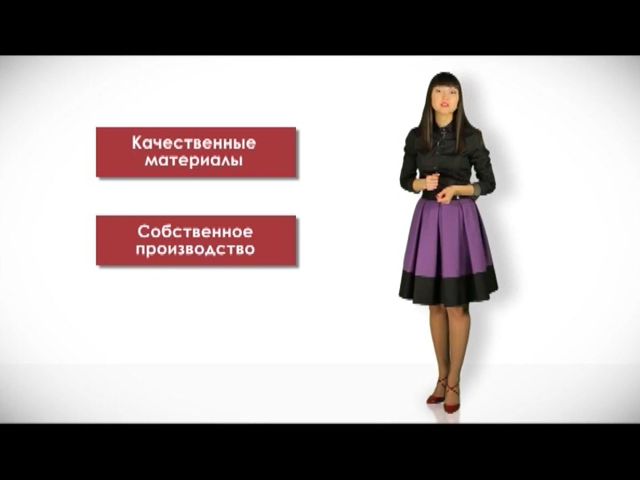 Качественные
материалы
Собственное
производство